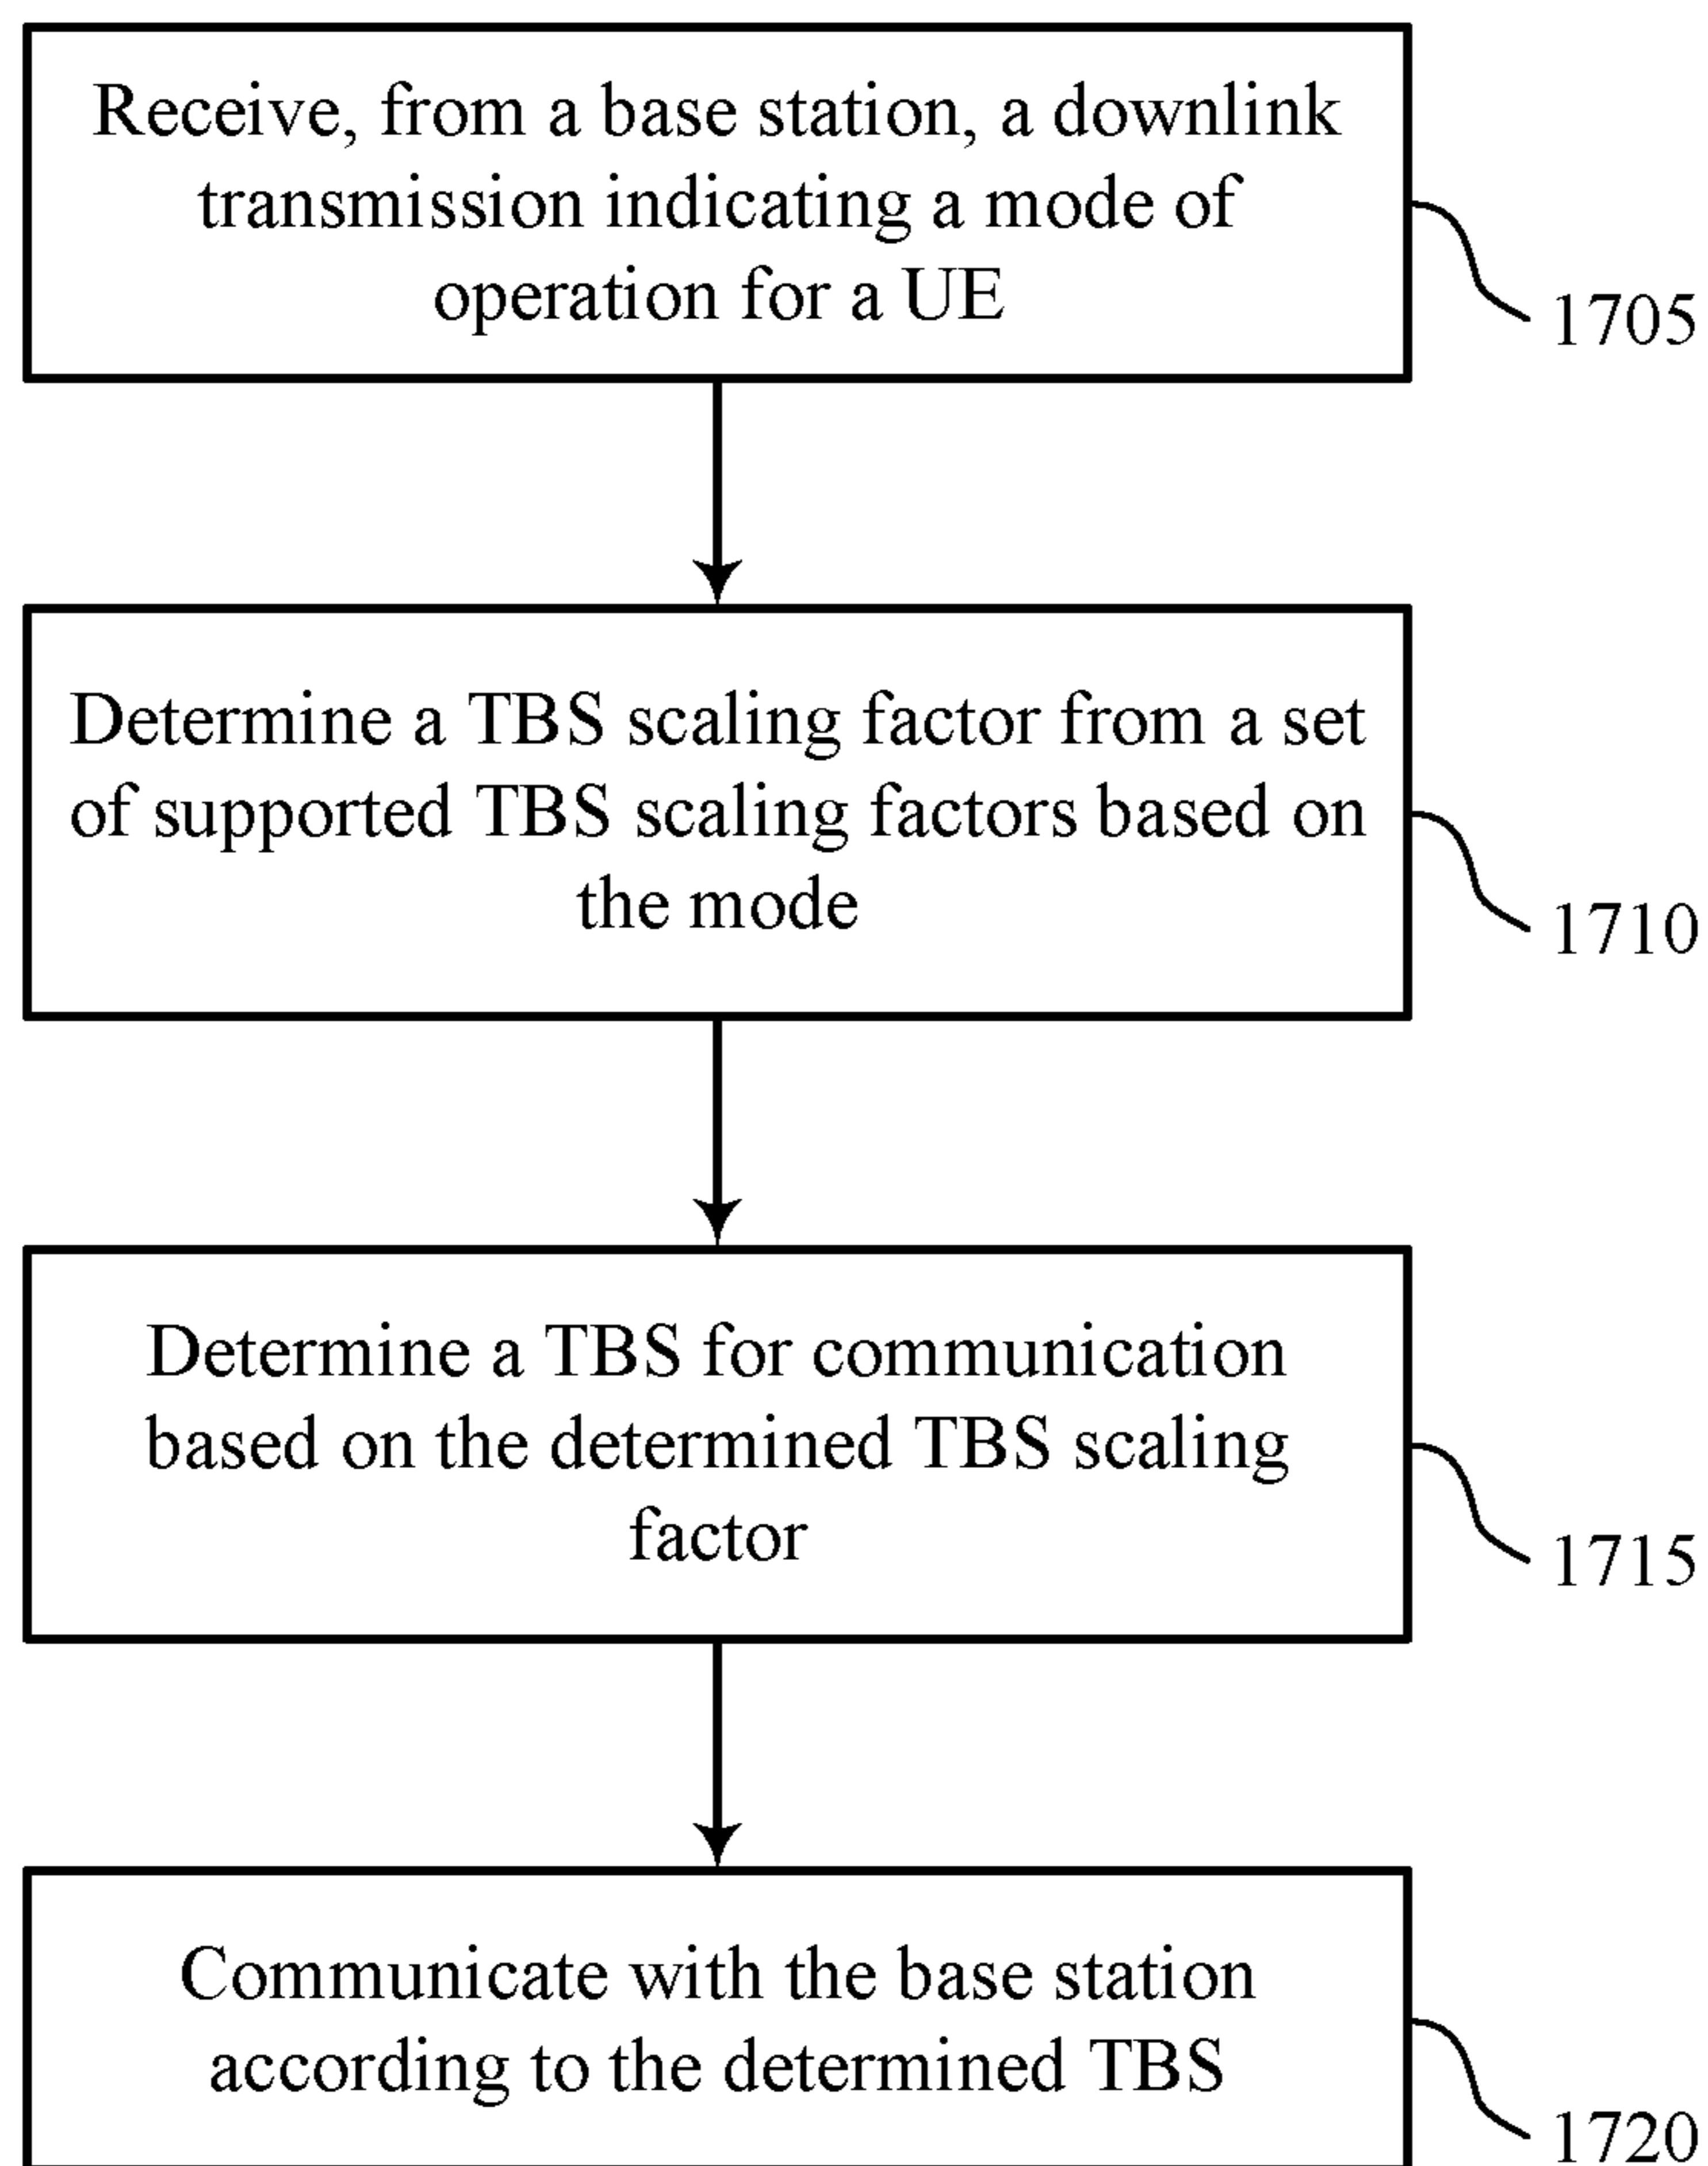 Receive, from a base station, a downlink
transmission indicating a mode of
operation for a UE
1705
Determine a TBS scaling factor from a set
of supported TBS scaling factors based on
the mode
1710
Determine a TBS for communication
based on the determined TBS scaling
factor
1715
Communicate with the base station
according to the determined TBS
1720